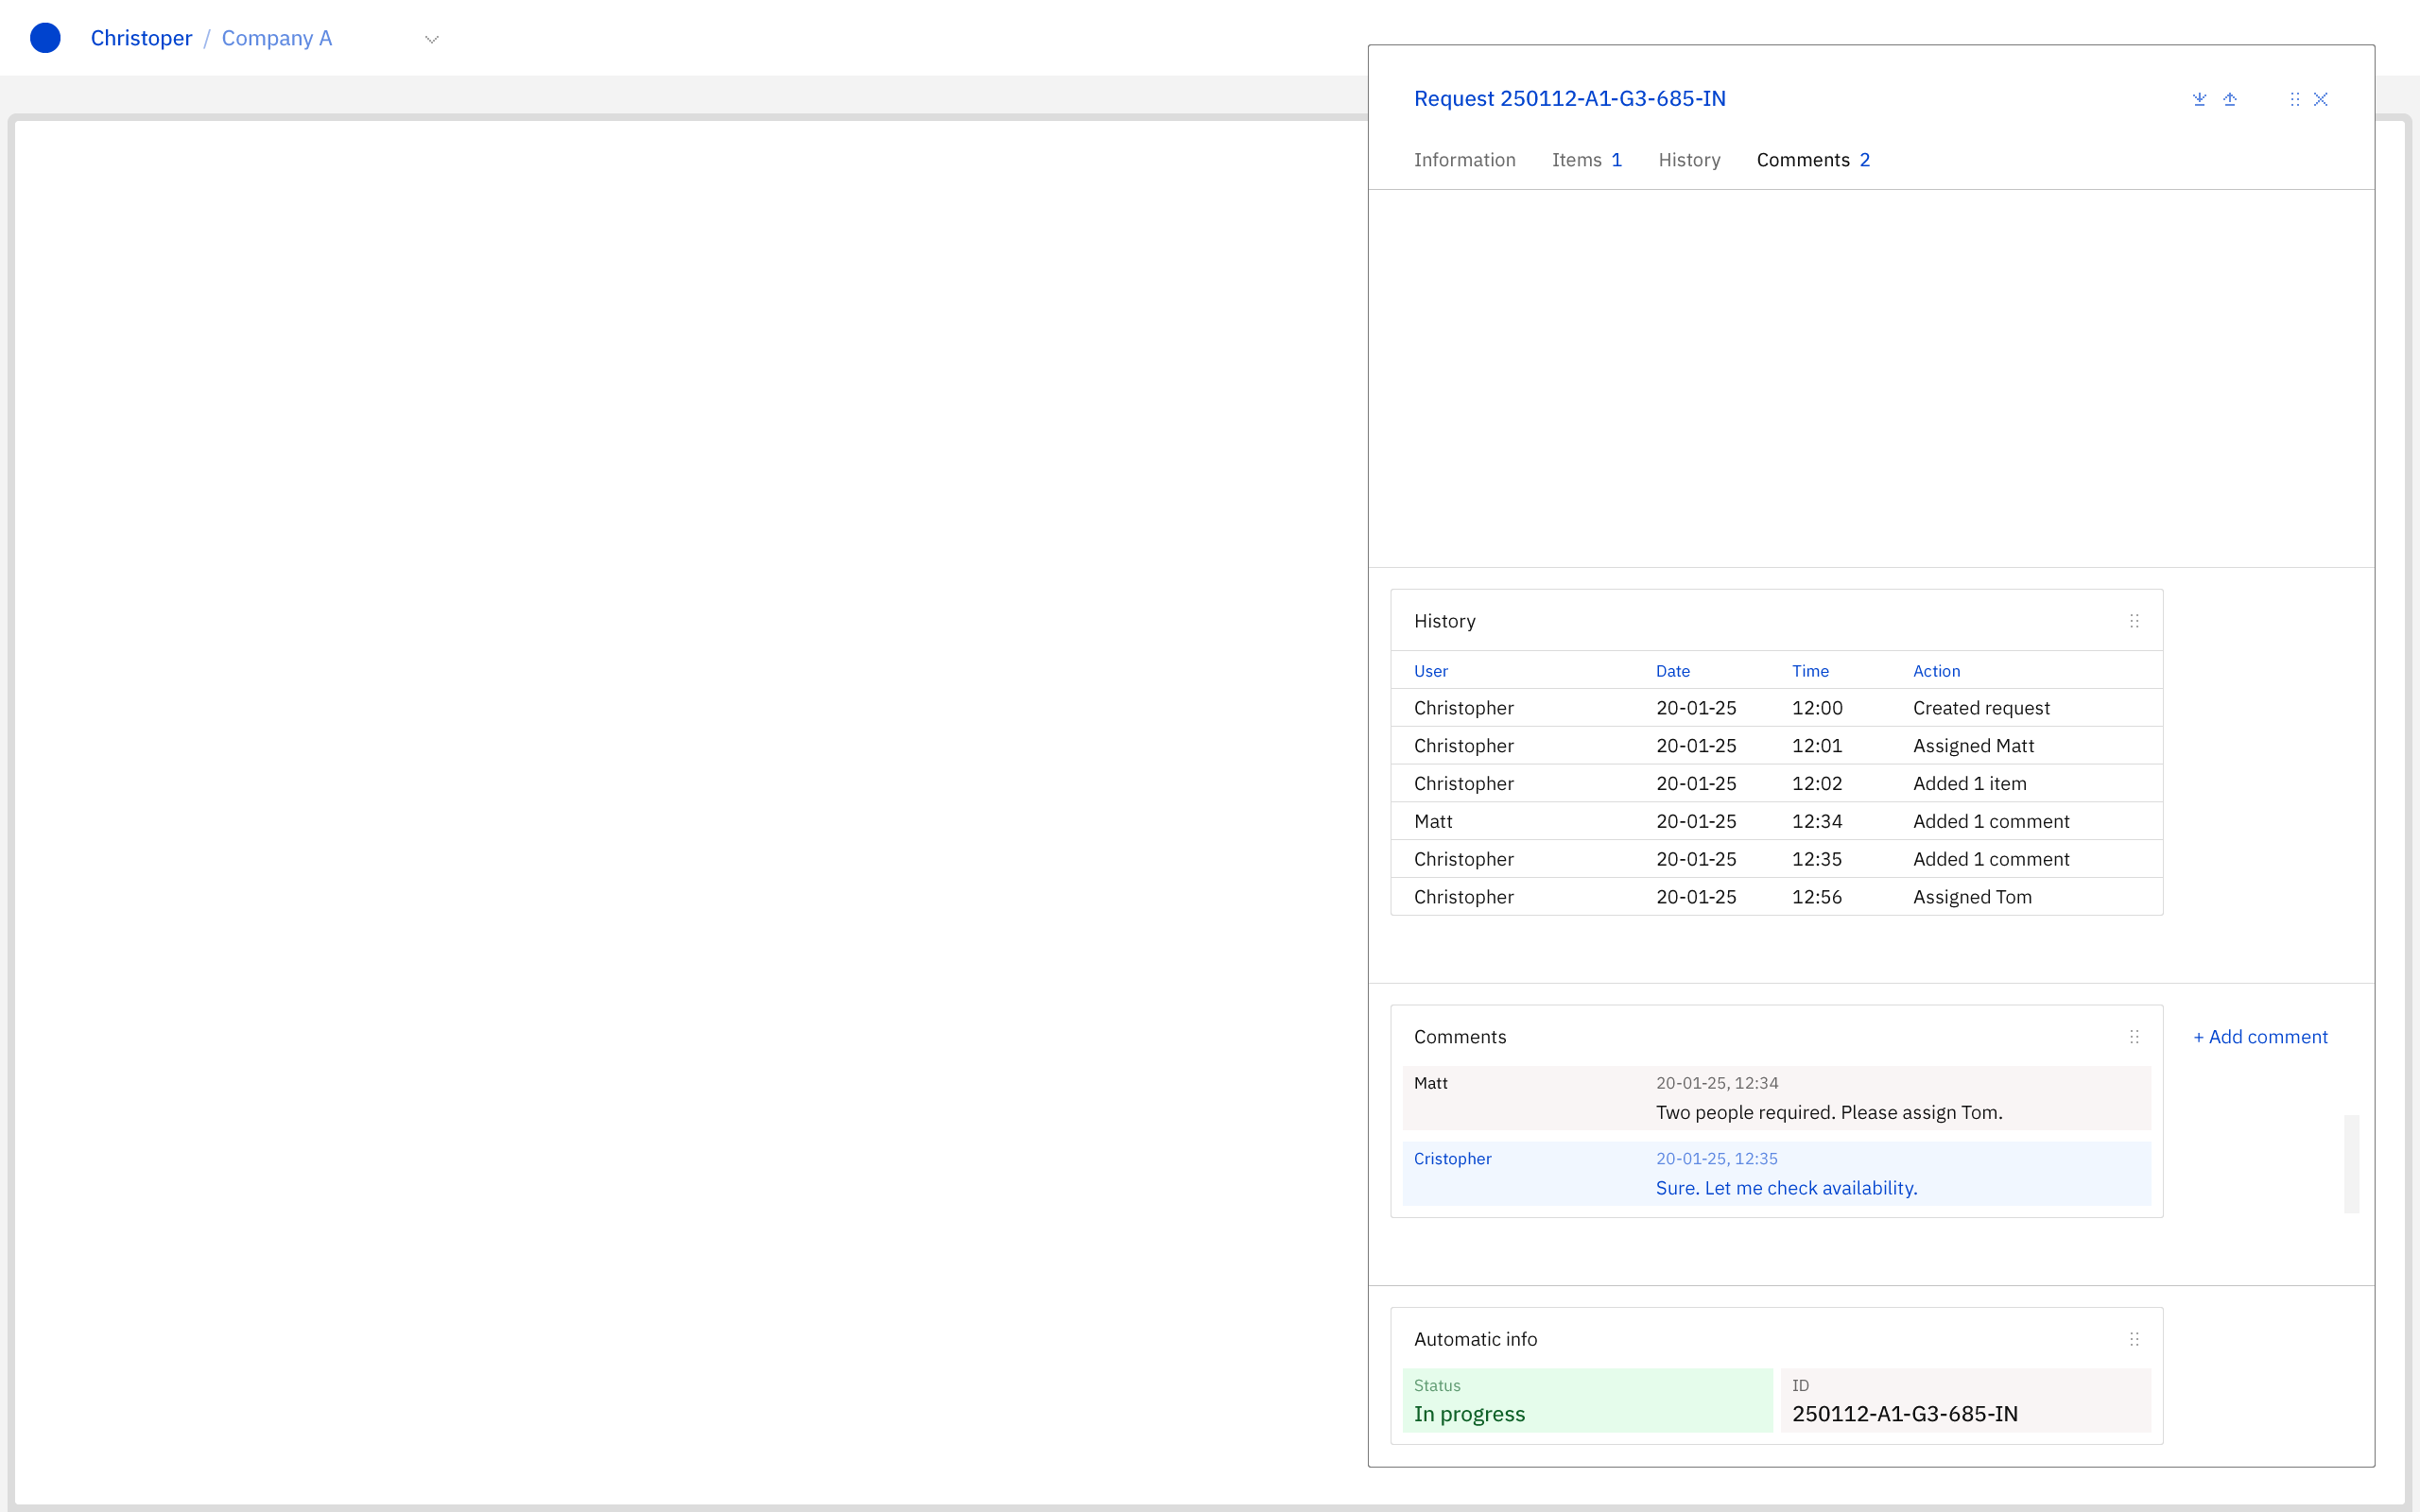 Christoper / Company A
Request 250112-A1-G3-685-IN
Information Items 1 History Comments 2
History
User Date Time Action
Christopher 20-01-25 12:00 Created request
Christopher 20-01-25 12:01 Assigned Matt
Christopher 20-01-25 12:02 Added 1 item
Matt 20-01-25 12:34 Added 1 comment
Christopher 20-01-25 12:35 Added 1 comment
Christopher 20-01-25 12:56 Assigned Tom
Comments + Add comment
Matt 20-01-25, 12:34
Two people required. Please assign Tom.
Cristopher 20-01-25, 12:35
Sure. Let me check availability.
Automatic info
Status ID
In progress 250112-A1-G3-685-IN